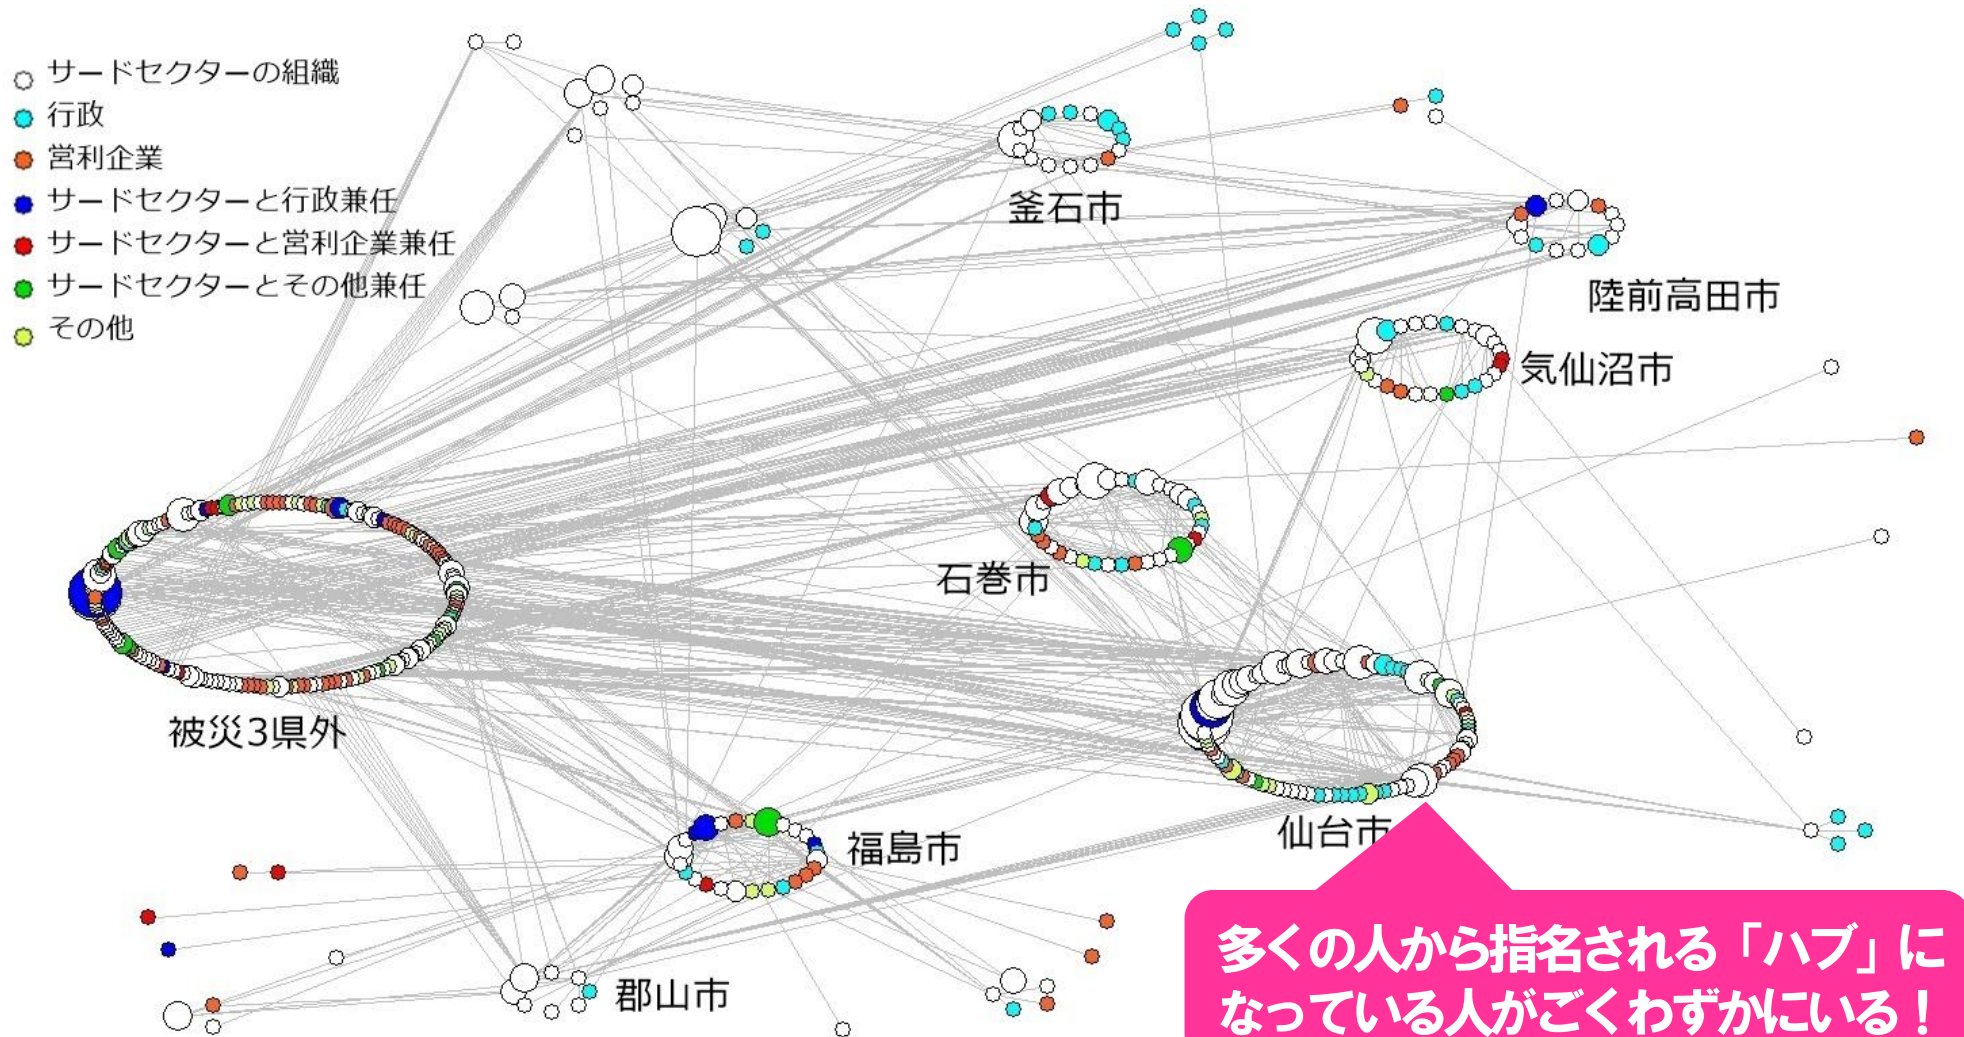 サードセクターの組織
行政
営利企業
サードセクターと行政兼任
サードセクターと営利企業兼任
サードセクターとその他兼任
その他
釜石市
陸前高田市
気仙沼市
石巻市
被災3県外
仙台市
福島市
郡山市
多くの人から指名される「ハブ」に
なっている人がごくわずかにいる！